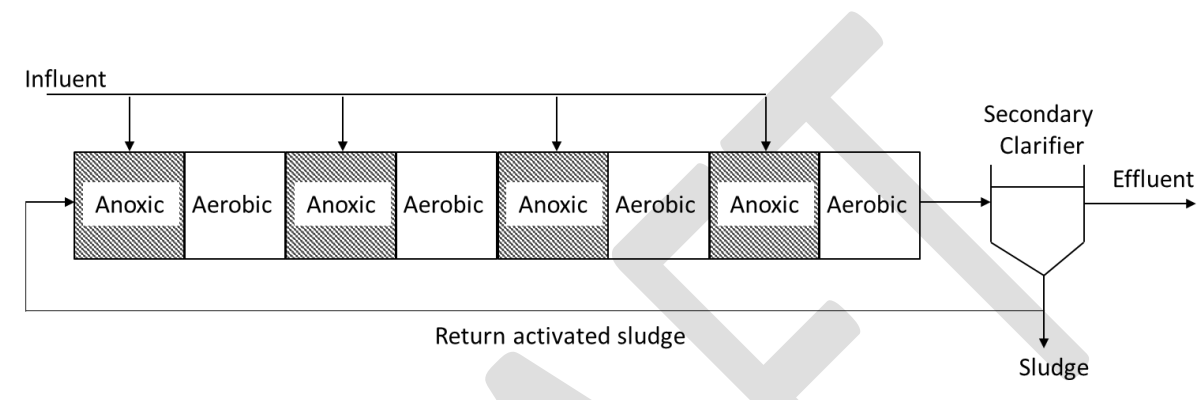 Influent
Secondary
Clarifier
Effluent
Anoxic
Aerobic
Anoxic
Aerobic
Anoxic
Aerobic
Anoxic
Aerobic
Return activated sludge
Sludge